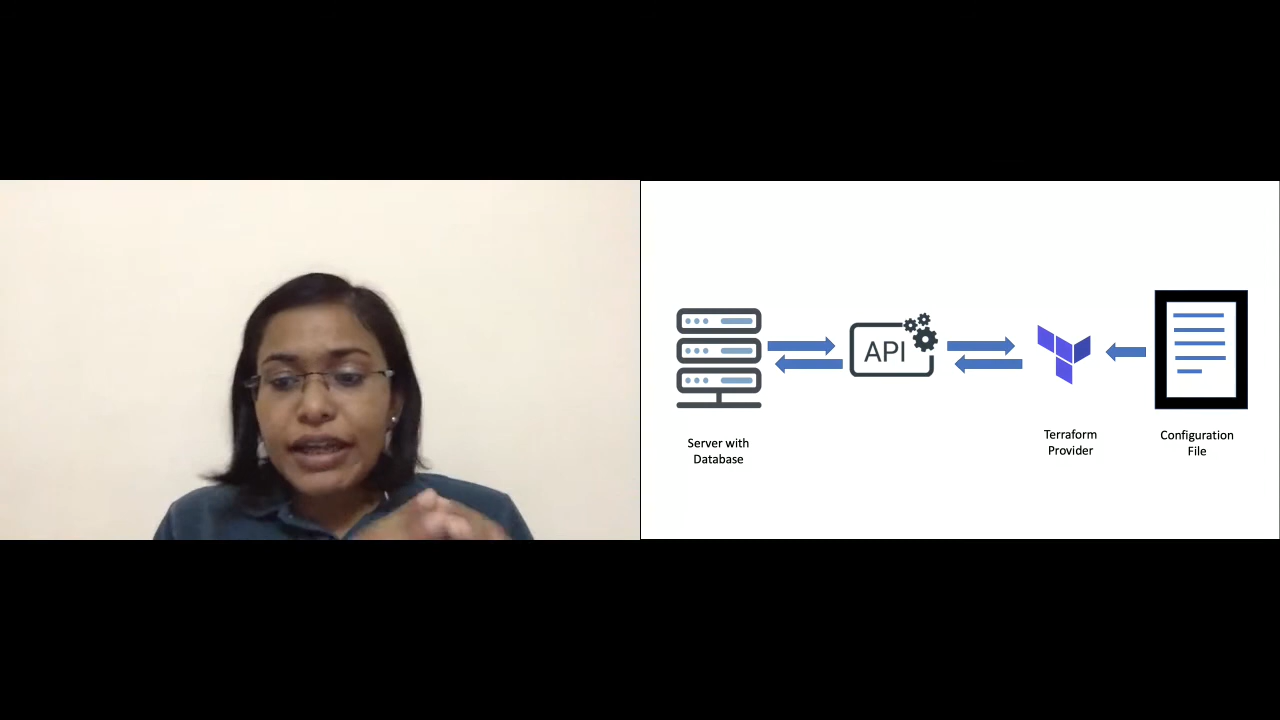 API
Server with
Database
Terraform
Provider
Configuration
File